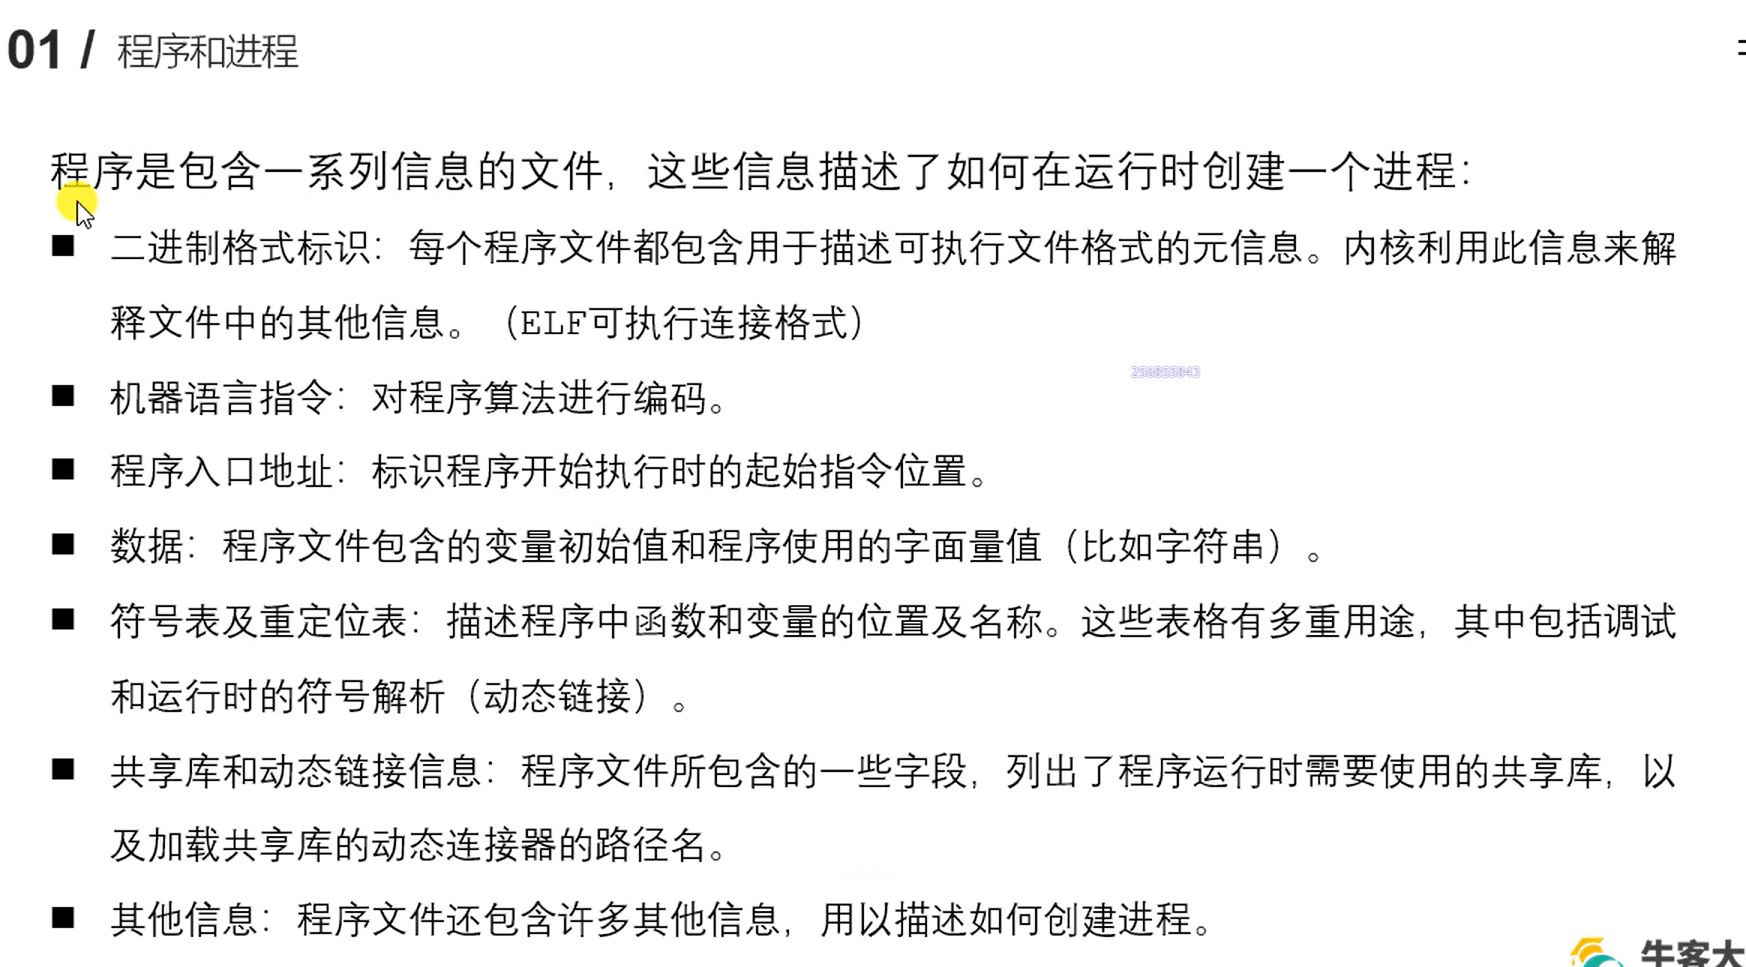 01 / 程序和进程
程序是包含一系列信息的文件，这些信息描述了如何在运行时创建一个进程：
■ 二进制格式标识：每个程序文件都包含用于描述可执行文件格式的元信息。内核利用此信息来解
释文件中的其他信息。（ELF可执行连接格式）
256855843
■ 机器语言指令：对程序算法进行编码。
■ 程序入口地址：标识程序开始执行时的起始指令位置。
■ 数据：程序文件包含的变量初始值和程序使用的字面量值（比如字符串）。
■ 符号表及重定位表：描述程序中函数和变量的位置及名称。这些表格有多重用途，其中包括调试
和运行时的符号解析（动态链接）。
■ 共享库和动态链接信息：程序文件所包含的一些字段，列出了程序运行时需要使用的共享库，以
及加载共享库的动态连接器的路径名。
■ 其他信息：程序文件还包含许多其他信息，用以描述如何创建进程。
牛客大